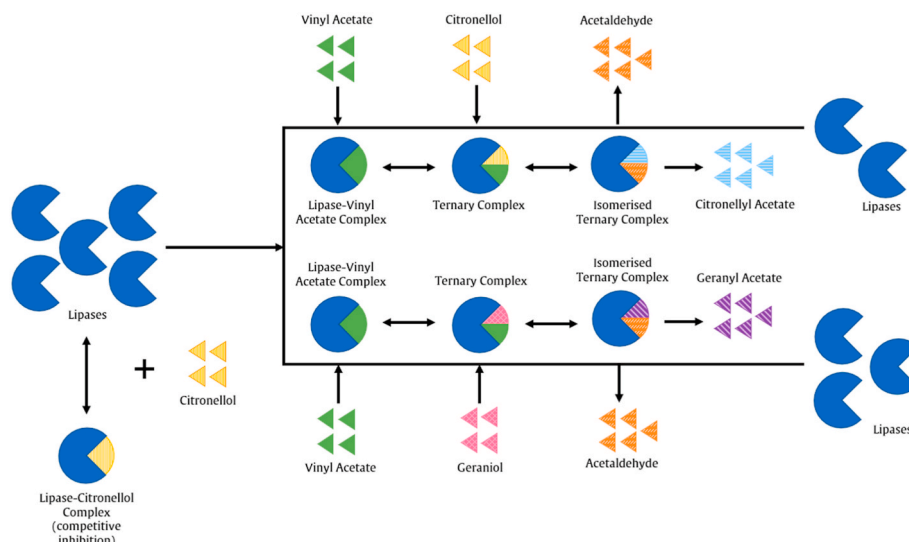 Vinyl Acetate
Citronellol
Acetaldehyde
Lipase-Vinyl
Acetate Complex
Ternary Complex
Isomerised
Ternary Complex
Citronellyl Acetate
Lipases
Lipases
Lipase-Vinyl
Acetate Complex
Ternary Complex
Isomerised
Ternary Complex
Geranyl Acetate
+
Citronellol
Vinyl Acetate
Geraniol
Acetaldehyde
Lipases
Lipase-Citronellol
Complex
(competitive
inhibition)